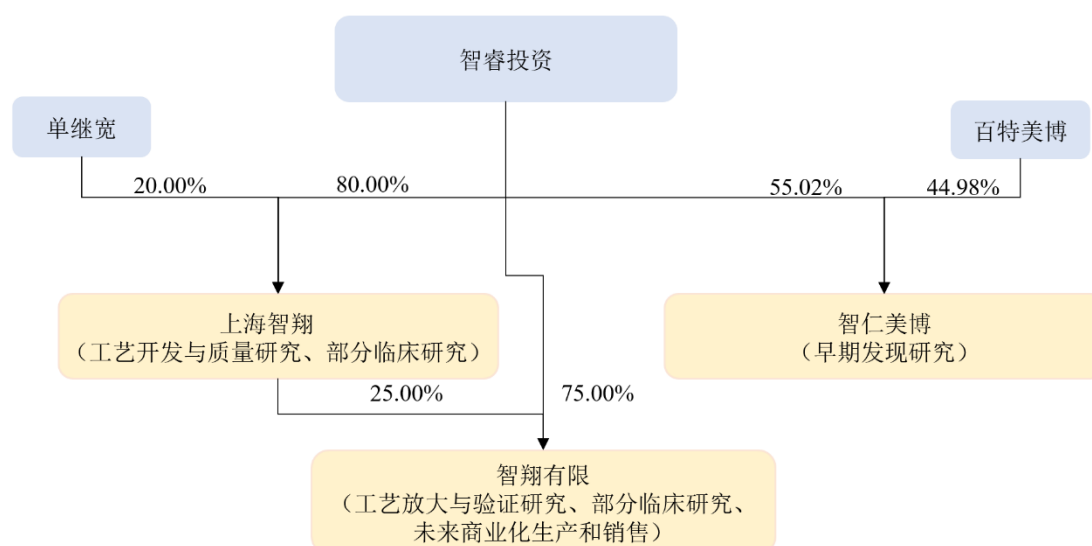 智睿投资
单继宽
百特美博
20.00%
80.00%
55.02%
44.98%
上海智翔
（工艺开发与质量研究、部分临床研究）
智仁美博
（早期发现研究）
25.00%
75.00%
智翔有限
（工艺放大与验证研究、部分临床研究、
未来商业化生产和销售）